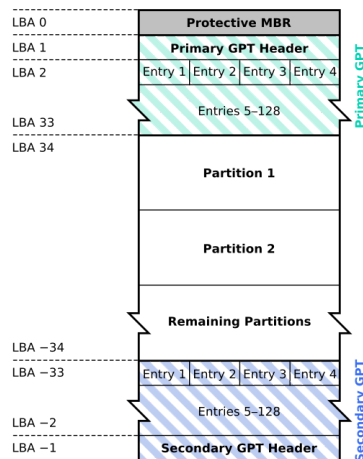 LBA 0
Protective MBR
LBA 1
Primary GPT Header
LBA 2
Entry 1
Entry 2
Entry 3
Entry 4
Entries 5–128
LBA 33
Primary GPT
LBA 34
Partition 1
Partition 2
Remaining Partitions
LBA −34
LBA −33
Entry 1
Entry 2
Entry 3
Entry 4
Entries 5–128
LBA −2
LBA −1
Secondary GPT Header
Secondary GPT